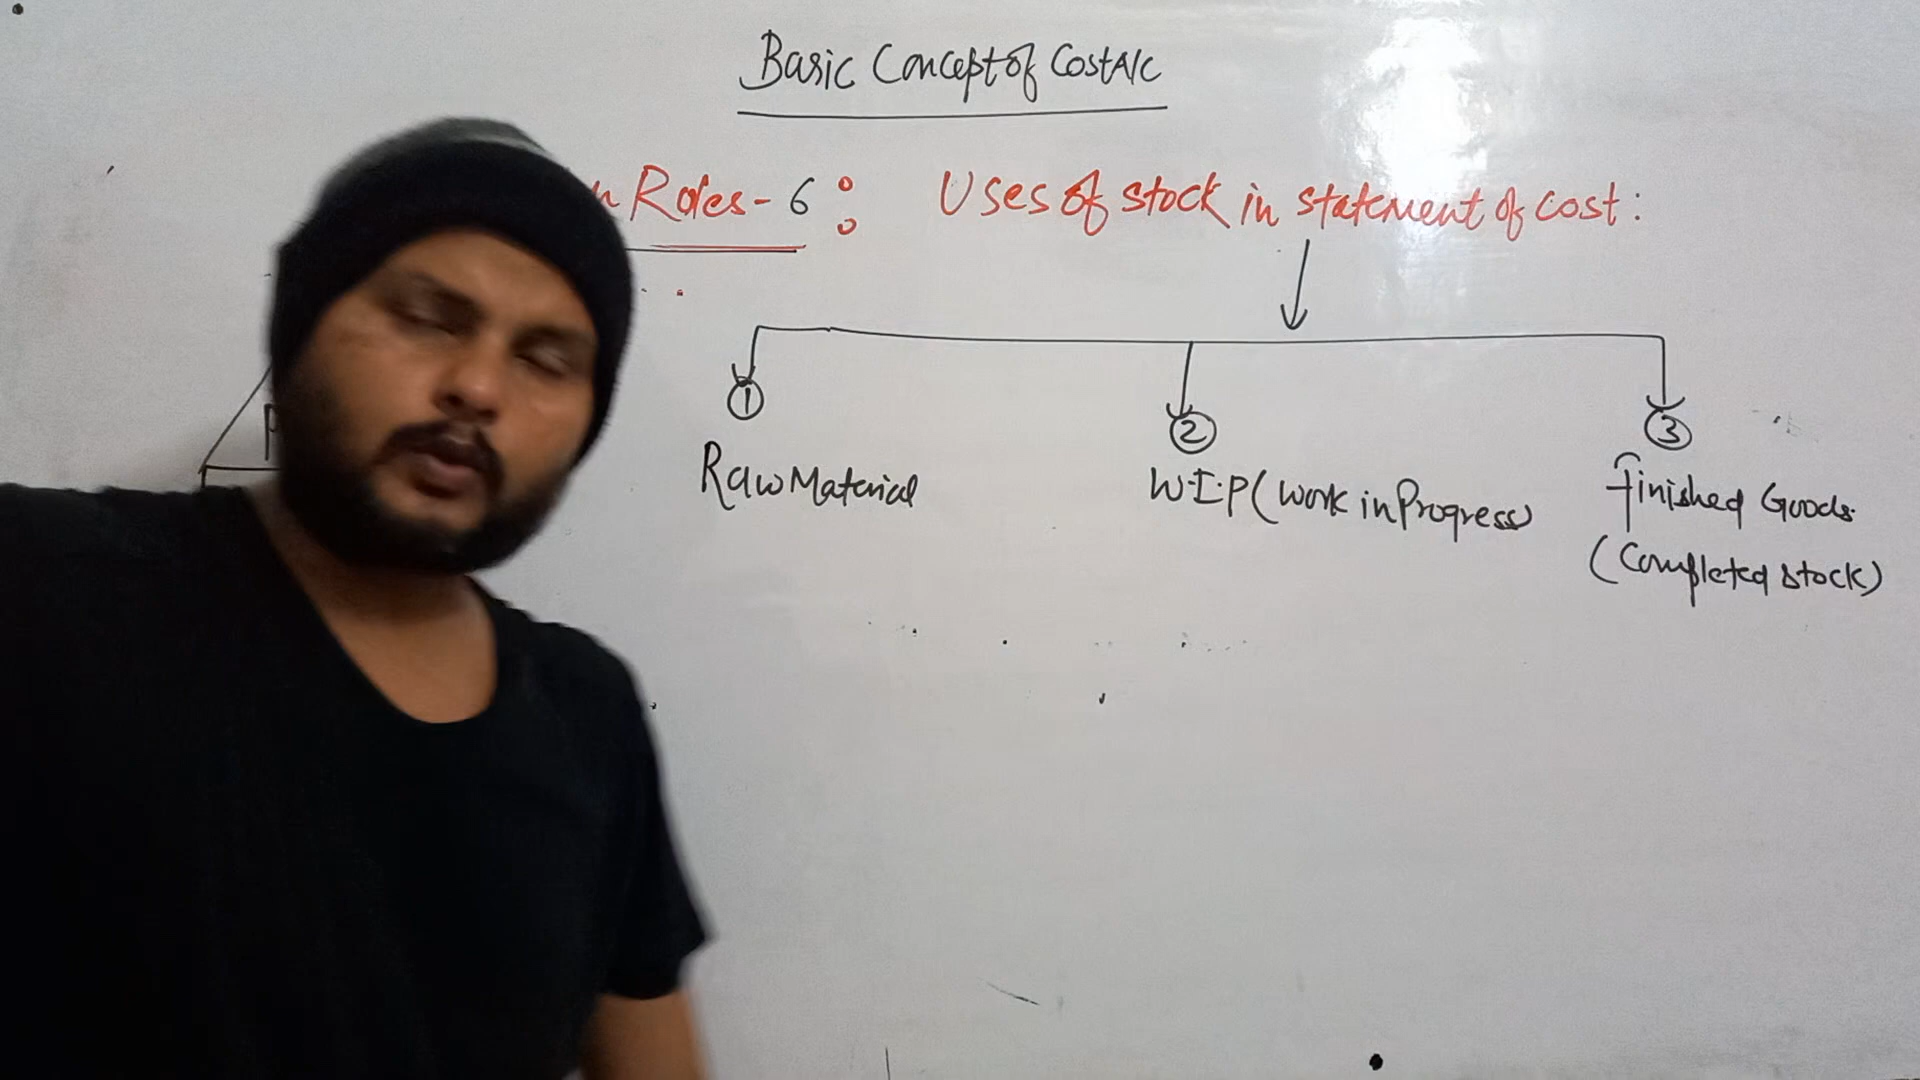 Basic Concept of Cost A/c
Roles - 6 : Uses of stock in statement of cost :
1
Raw Material
2
W.I.P ( Work in Progress
3
finished Goods.
(Completed stock)